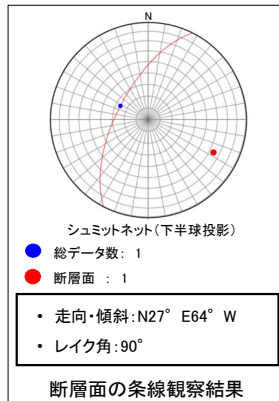 N
シュミットネット(下半球投影)
総データ数: 1
断層面 : 1
• 走向・傾斜:N27° E64° W
• レイク角:90°
断層面の条線観察結果